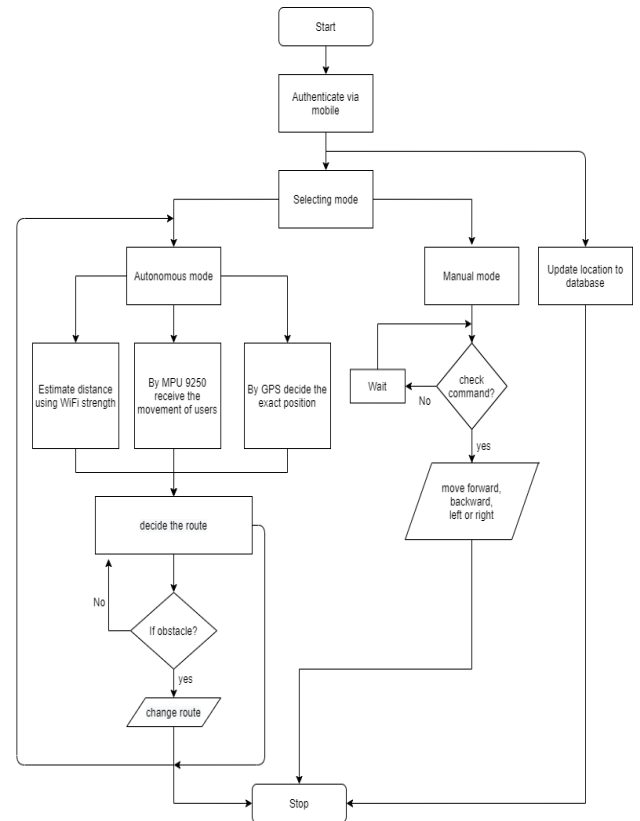 Start
Authenticate via
mobile
Selecting mode
Autonomous mode
Manual mode
Update location to
database
Estimate distance
using WiFi strength
By MPU 9250
receive the
movement of users
By GPS decide the
exact position
Wait
No
check
command?
yes
move forward,
backward,
left or right
decide the route
No
If obstacle?
yes
change route
Stop